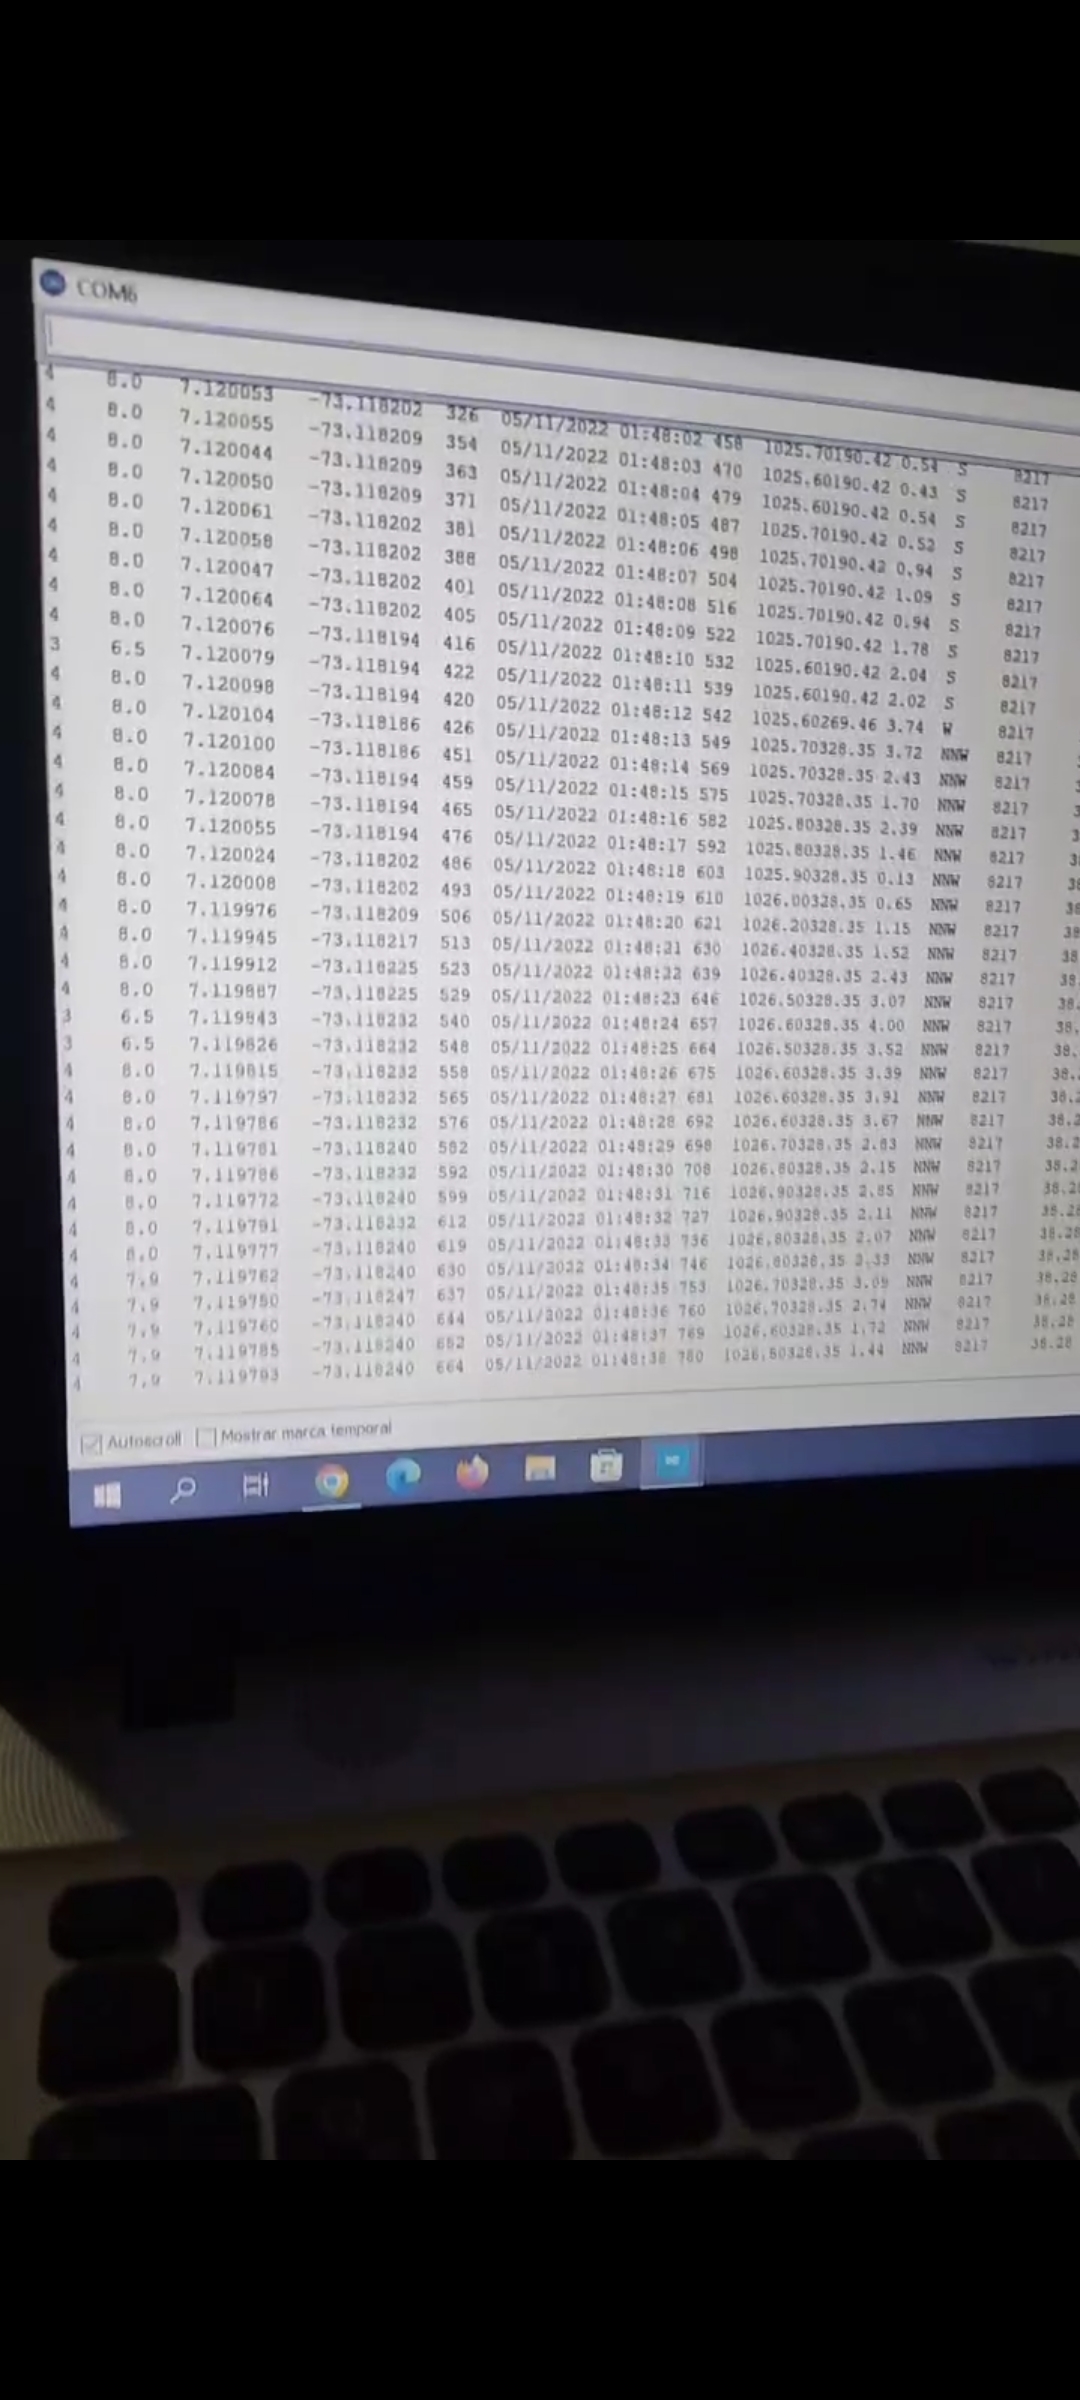 COM6
4 8.0 7.120053 -73.118202 326 05/11/2022 01:48:02 458 1025.70190.42 0.54 S 8217
4 8.0 7.120055 -73.118209 354 05/11/2022 01:48:03 470 1025.60190.42 0.43 S 8217
4 8.0 7.120044 -73.118209 363 05/11/2022 01:48:04 479 1025.60190.42 0.54 S 8217
4 8.0 7.120050 -73.118209 371 05/11/2022 01:48:05 487 1025.70190.42 0.52 S 8217
4 8.0 7.120061 -73.118202 381 05/11/2022 01:48:06 498 1025.70190.42 0.94 S 8217
4 8.0 7.120058 -73.118202 388 05/11/2022 01:48:07 504 1025.70190.42 1.09 S 8217
4 8.0 7.120047 -73.118202 401 05/11/2022 01:48:08 516 1025.70190.42 0.94 S 8217
4 8.0 7.120064 -73.118202 405 05/11/2022 01:48:09 522 1025.70190.42 1.78 S 8217
4 8.0 7.120076 -73.118194 416 05/11/2022 01:48:10 532 1025.60190.42 2.04 S 8217
3 6.5 7.120079 -73.118194 422 05/11/2022 01:48:11 539 1025.60190.42 2.02 S 8217
4 8.0 7.120098 -73.118194 420 05/11/2022 01:48:12 542 1025.60269.46 3.74 W 8217
4 8.0 7.120104 -73.118186 426 05/11/2022 01:48:13 549 1025.70328.35 3.72 NNW 8217
4 8.0 7.120100 -73.118186 451 05/11/2022 01:48:14 569 1025.70328.35 2.43 NNW 8217
4 8.0 7.120084 -73.118194 459 05/11/2022 01:48:15 575 1025.70328.35 1.70 NNW 8217
4 8.0 7.120078 -73.118194 465 05/11/2022 01:48:16 582 1025.80328.35 2.39 NNW 8217
4 8.0 7.120055 -73.118194 476 05/11/2022 01:48:17 592 1025.80328.35 1.46 NNW 8217
4 8.0 7.120024 -73.118202 486 05/11/2022 01:48:18 603 1025.90328.35 0.13 NNW 8217 38
4 8.0 7.120008 -73.118202 493 05/11/2022 01:48:19 610 1026.00328.35 0.65 NNW 8217 38
4 8.0 7.119976 -73.118209 506 05/11/2022 01:48:20 621 1026.20328.35 1.15 NNW 8217 38
4 8.0 7.119945 -73.118217 513 05/11/2022 01:48:21 630 1026.40328.35 1.52 NNW 8217 38
4 8.0 7.119912 -73.118225 523 05/11/2022 01:48:22 639 1026.40328.35 2.43 NNW 8217 38.
4 8.0 7.119887 -73.118225 529 05/11/2022 01:48:23 646 1026.50328.35 3.07 NNW 8217 38.
3 6.5 7.119843 -73.118232 540 05/11/2022 01:48:24 657 1026.60328.35 4.00 NNW 8217 38.
3 6.5 7.119826 -73.118232 548 05/11/2022 01:48:25 664 1026.50328.35 3.52 NNW 8217 38.
4 8.0 7.119815 -73.118232 558 05/11/2022 01:48:26 675 1026.60328.35 3.39 NNW 8217 38.2
4 8.0 7.119797 -73.118232 565 05/11/2022 01:48:27 681 1026.60328.35 3.91 NNW 8217 38.2
4 8.0 7.119786 -73.118232 576 05/11/2022 01:48:28 692 1026.60328.35 3.67 NNW 8217 38.2
4 8.0 7.119781 -73.118240 582 05/11/2022 01:48:29 698 1026.70328.35 2.83 NNW 8217 38.2
4 8.0 7.119786 -73.118232 592 05/11/2022 01:48:30 708 1026.80328.35 2.15 NNW 8217 38.2
4 8.0 7.119772 -73.118240 599 05/11/2022 01:48:31 716 1026.90328.35 2.85 NNW 8217 38.28
4 8.0 7.119791 -73.118232 612 05/11/2022 01:48:32 727 1026.90328.35 2.11 NNW 8217 38.28
4 8.0 7.119777 -73.118240 619 05/11/2022 01:48:33 736 1026.80328.35 2.07 NNW 8217 38.28
4 7.9 7.119762 -73.118240 630 05/11/2022 01:48:34 746 1026.80328.35 2.33 NNW 8217 38.28
4 7.9 7.119750 -73.118247 637 05/11/2022 01:48:35 753 1026.70328.35 3.09 NNW 8217 38.28
4 7.9 7.119760 -73.118240 644 05/11/2022 01:48:36 760 1026.70328.35 2.74 NNW 8217 38.28
4 7.9 7.119785 -73.118240 652 05/11/2022 01:48:37 769 1026.60328.35 1.72 NNW 8217 38.28
4 7.9 7.119793 -73.118240 664 05/11/2022 01:48:38 780 1026.50328.35 1.44 NNW 8217 38.28
Autoscroll Mostrar marca temporal